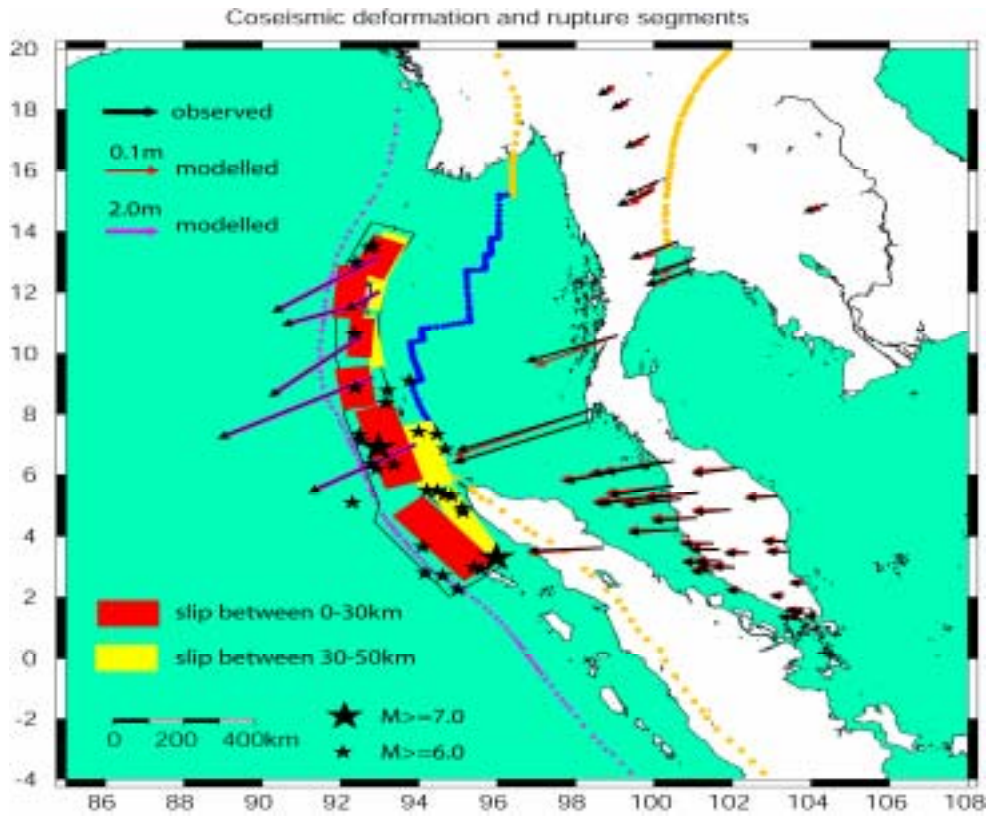 Coseismic deformation and rupture segments
20
18
16
14
12
10
8
6
4
2
0
-2
-4
observed
0.1m
modelled
2.0m
modelled
slip between 0-30km
slip between 30-50km
0 200 400km
M>=7.0
M>=6.0
86 88 90 92 94 96 98 100 102 104 106 108